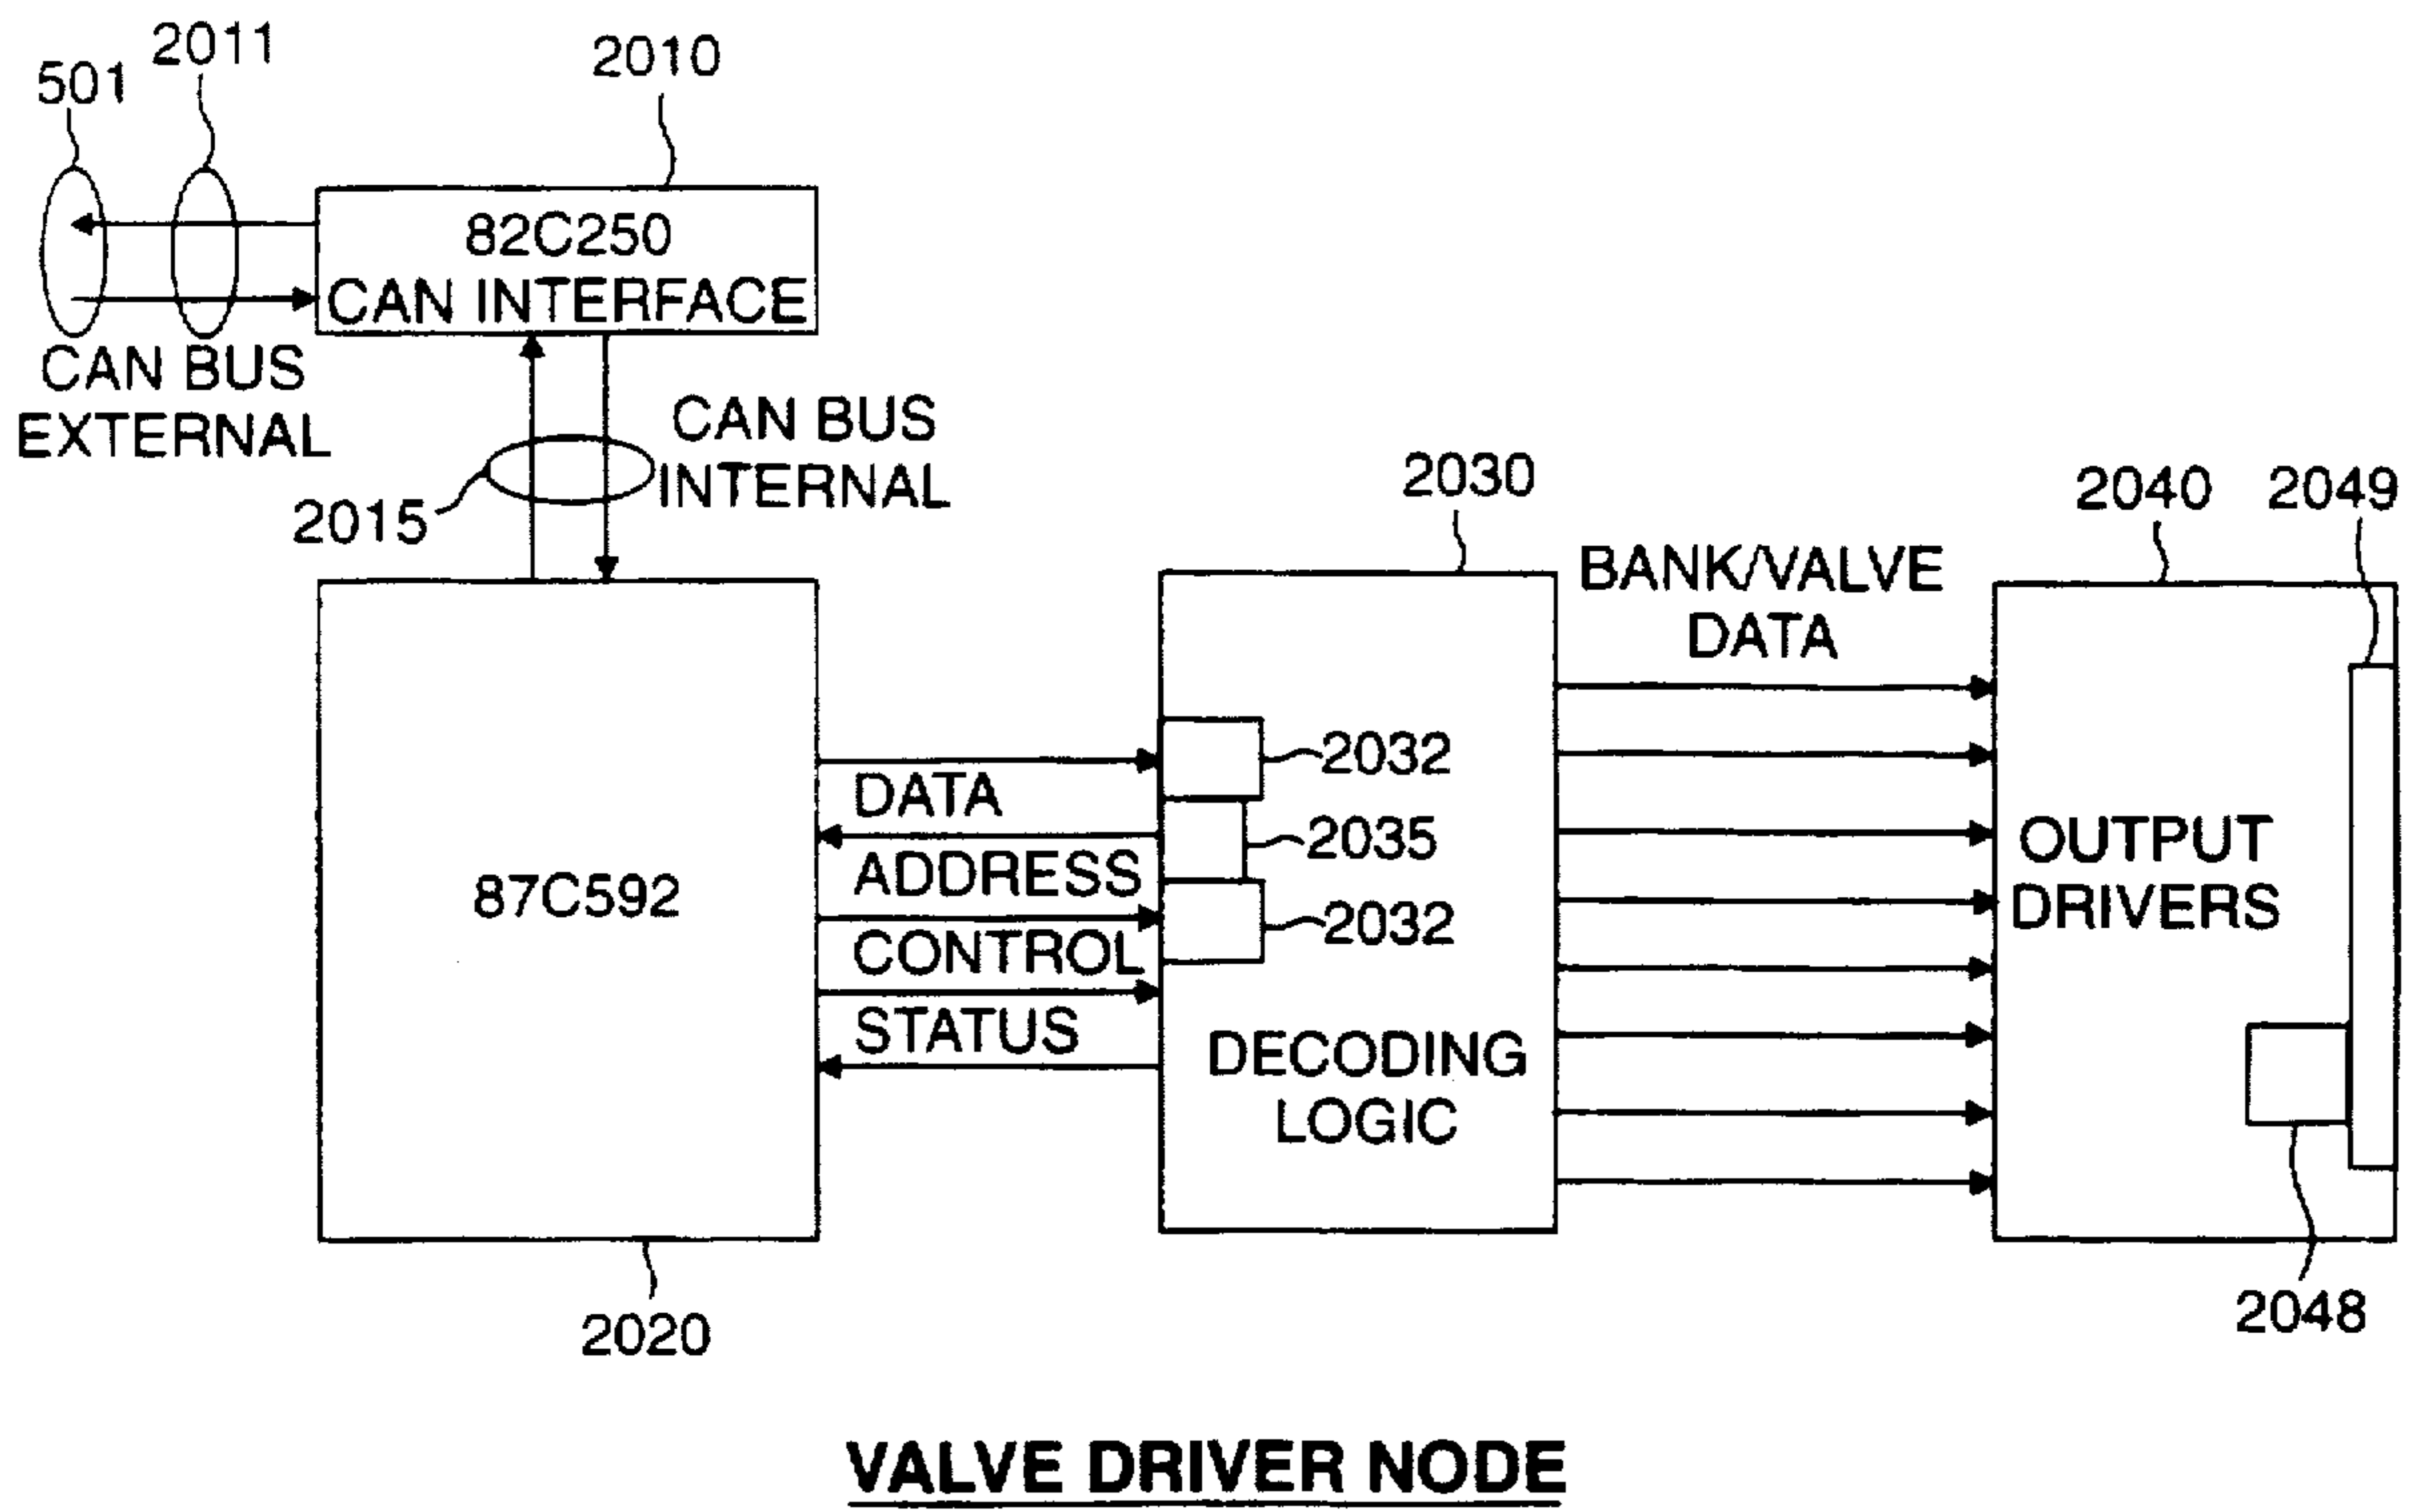 501
2011
2010
82C250
CAN INTERFACE
CAN BUS
EXTERNAL
CAN BUS
INTERNAL
2015
2030
2040
2049
BANK/VALVE
DATA
87C592
DATA
ADDRESS
CONTROL
STATUS
2032
2035
2032
DECODING
LOGIC
OUTPUT
DRIVERS
2048
2020
VALVE DRIVER NODE